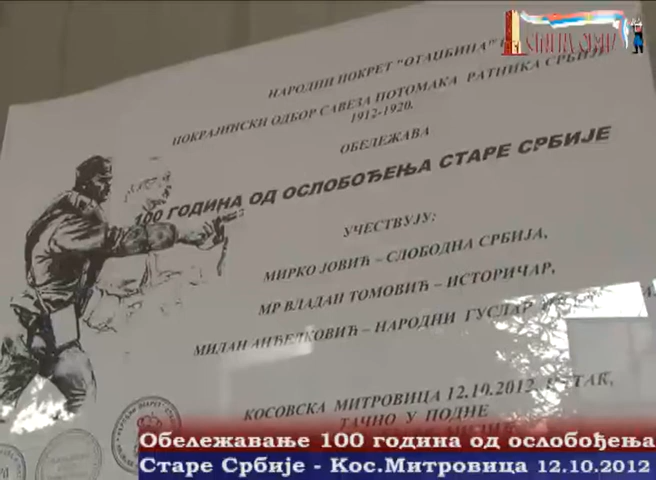 НАРОДНИ ПОКРЕТ "ОТАЏБИНА"
ПОКРАЈИНСКИ ОДБОР САВЕЗА ПОТОМАКА РАТНИКА СРБИЈЕ
1912-1920.
ОБЕЛЕЖАВА
100 ГОДИНА ОД ОСЛОБОЂЕЊА СТАРЕ СРБИЈЕ
УЧЕСТВУЈУ:
МИРКО ЈОВИЋ – СЛОБОДНА СРБИЈА,
МР ВЛАДАН ТОМОВИЋ – ИСТОРИЧАР,
МИЛАН АНЂЕЛКОВИЋ – НАРОДНИ ГУСЛАР
КОСОВСКА МИТРОВИЦА 12.10.2012.
ТАЧНО У ПОДНЕ
Обележавање 100 година од ослобођења
Старе Србије - Кос.Митровица 12.10.2012